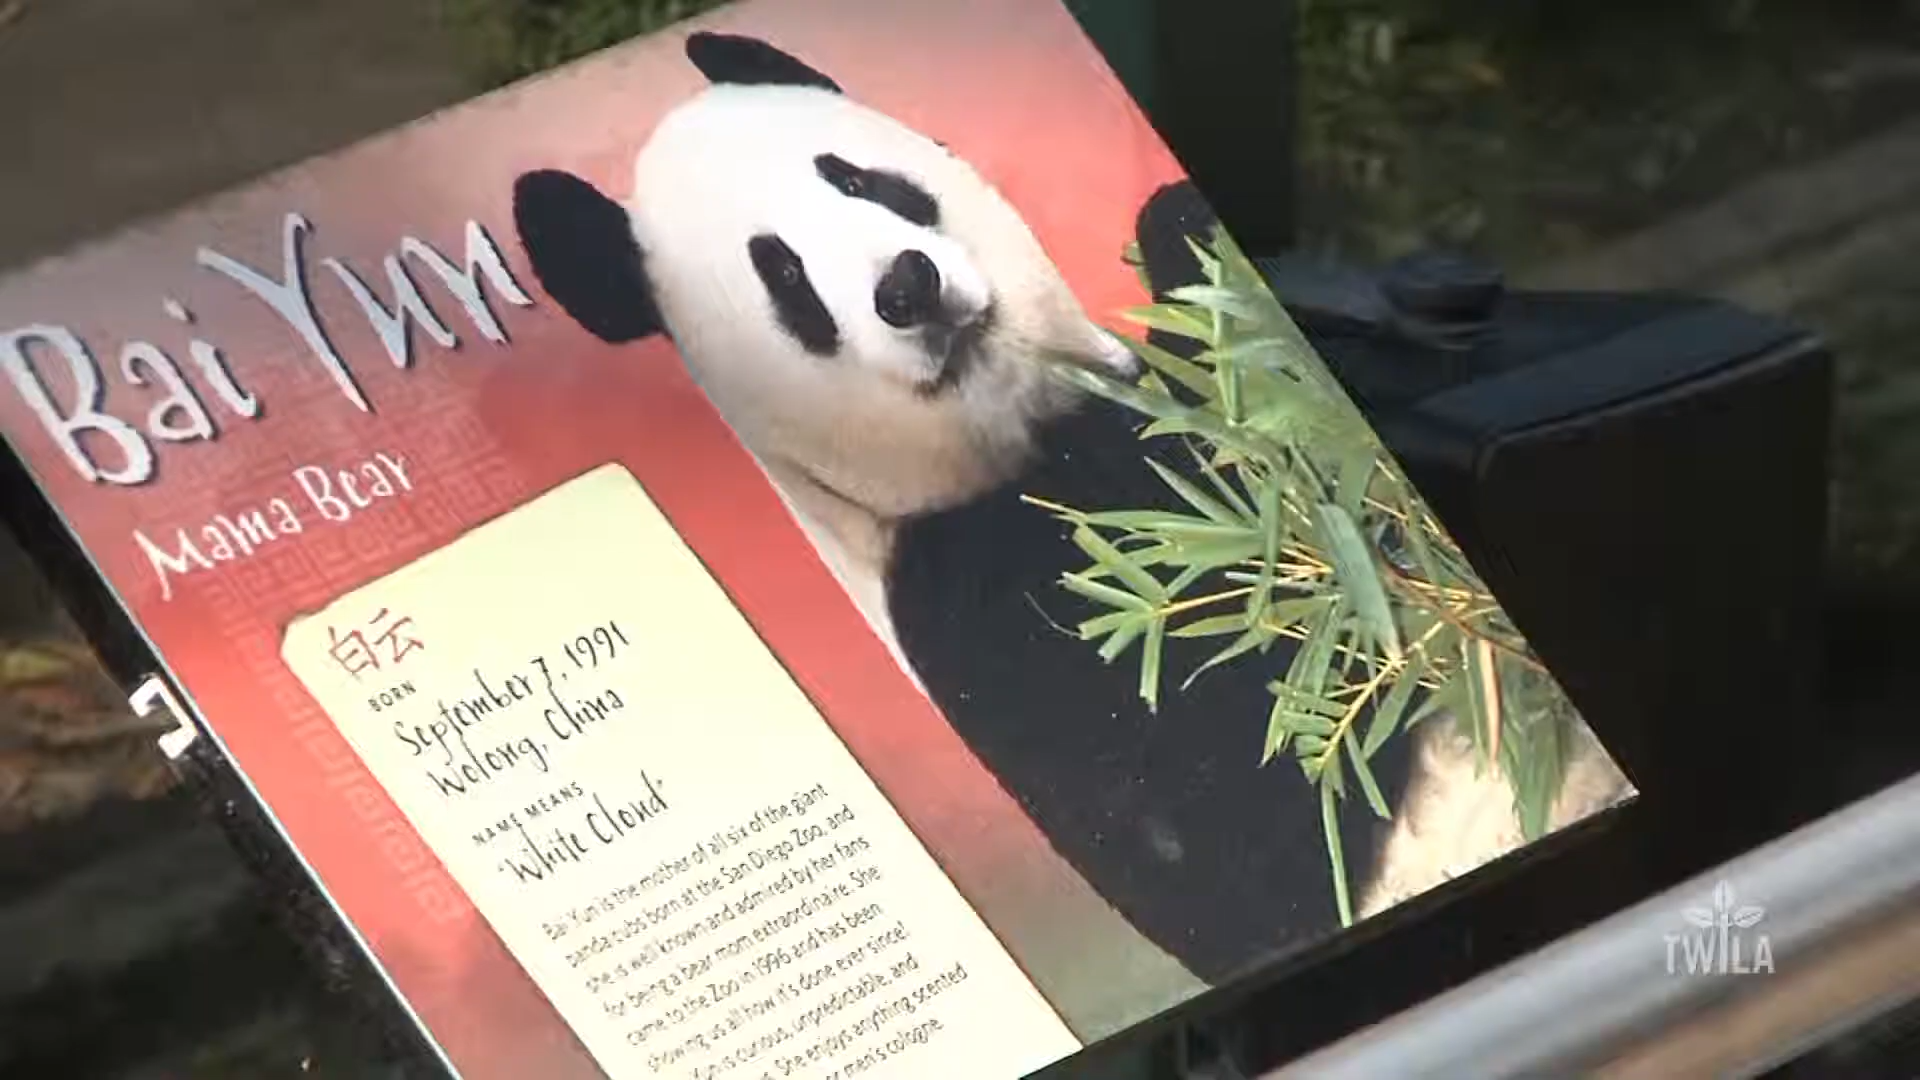 Bai Yun
Mama Bear
白云
BORN
September 7, 1991
Wolong, China
NAME MEANS
"White Cloud"
Bai Yun is the mother of all six of the giant
panda cubs born at the San Diego Zoo, and
she is well known and admired by her fans
for being a bear mom extraordinaire. She
came to the Zoo in 1996 and has been
showing us all how it's done ever since!
Yun is curious, unpredictable, and
She enjoys anything scented
or men's cologne.
TWILA